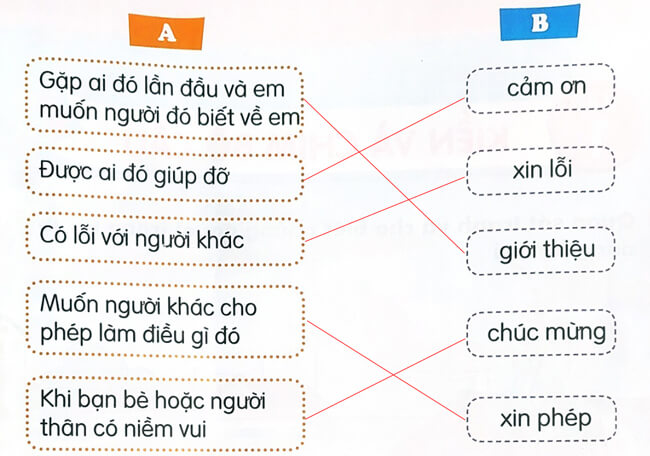 A
B
Gặp ai đó lần đầu và em
muốn người đó biết về em
Được ai đó giúp đỡ
Có lỗi với người khác
Muốn người khác cho
phép làm điều gì đó
Khi bạn bè hoặc người
thân có niềm vui
cảm ơn
xin lỗi
giới thiệu
chúc mừng
xin phép